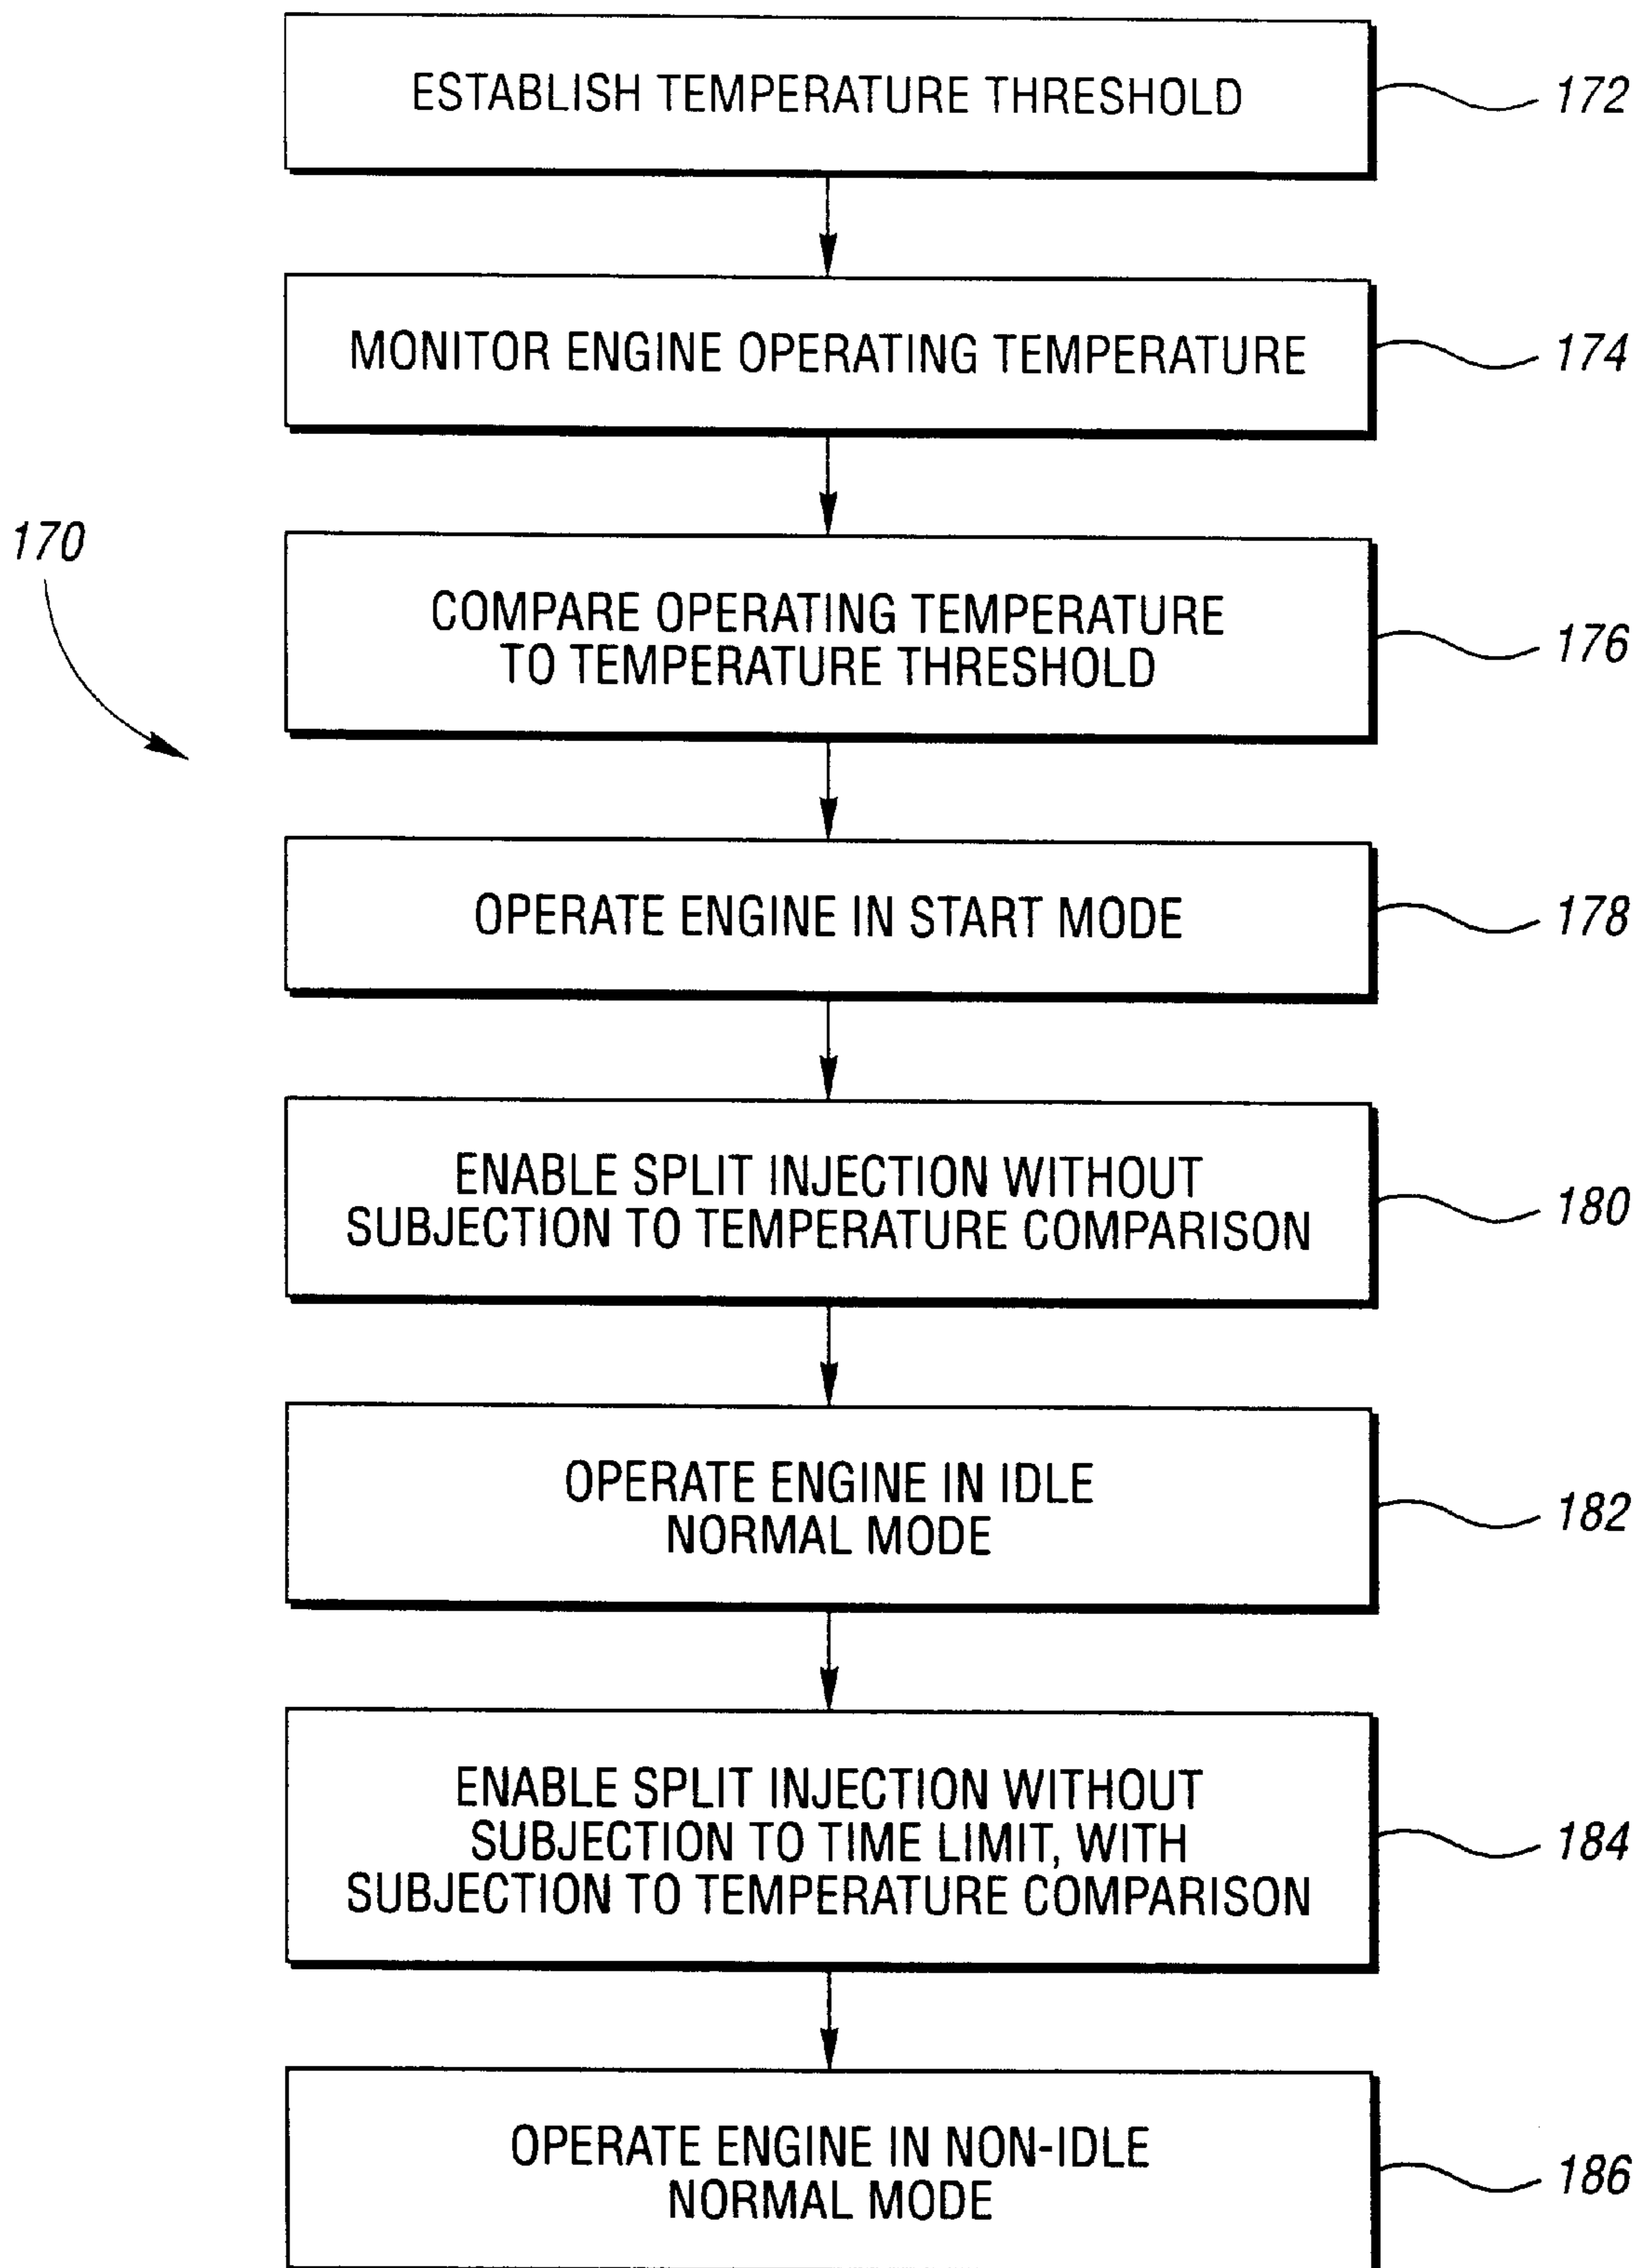 ESTABLISH TEMPERATURE THRESHOLD
172
MONITOR ENGINE OPERATING TEMPERATURE
174
170
COMPARE OPERATING TEMPERATURE
TO TEMPERATURE THRESHOLD
176
OPERATE ENGINE IN START MODE
178
ENABLE SPLIT INJECTION WITHOUT
SUBJECTION TO TEMPERATURE COMPARISON
180
OPERATE ENGINE IN IDLE
NORMAL MODE
182
ENABLE SPLIT INJECTION WITHOUT
SUBJECTION TO TIME LIMIT, WITH
SUBJECTION TO TEMPERATURE COMPARISON
184
OPERATE ENGINE IN NON-IDLE
NORMAL MODE
186